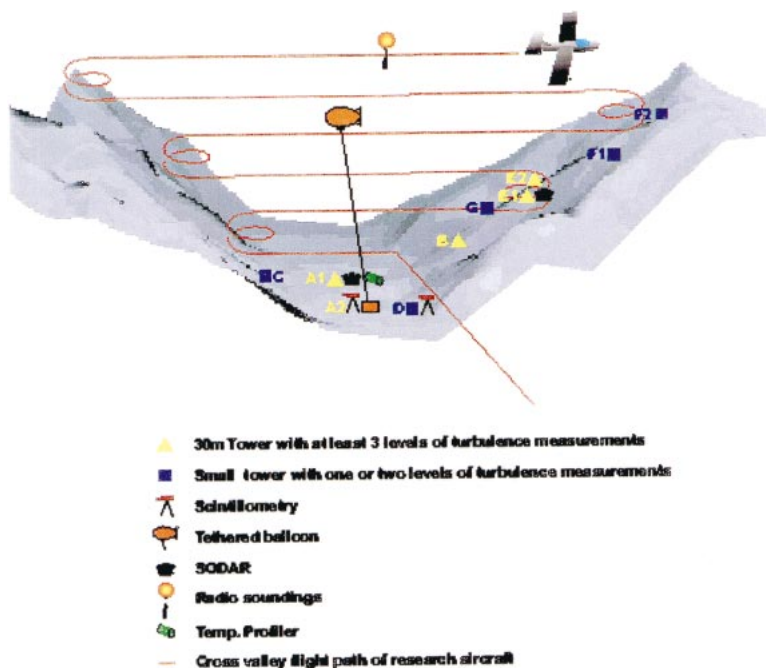 F2
F1
E2
E1
G
B
C
A1
A2
D
30m Tower with at least 3 levels of turbulence measurements
Small tower with one or two levels of turbulence measurements
Scintillometry
Tethered balloon
SODAR
Radio soundings
Temp. Profiler
Cross valley flight path of research aircraft